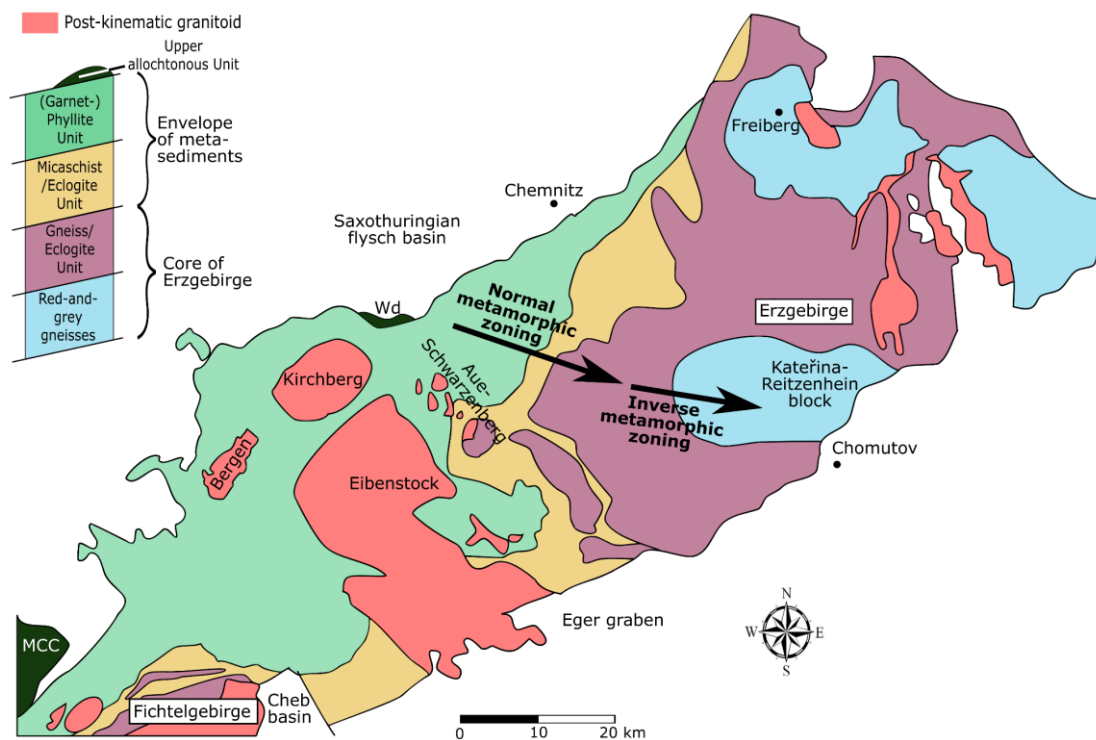 Post-kinematic granitoid
Upper
allochtonous Unit
(Garnet-)
Phyllite
Unit
Micaschist
/Eclogite
Unit
Gneiss/
Eclogite
Unit
Red-and-
grey
gneisses
Envelope
of meta-
sediments
Core of
Erzgebirge
Freiberg
Chemnitz
Saxothuringian
flysch basin
Wd
Normal
metamorphic
zoning
Erzgebirge
Kirchberg
Aue-
Schwarzenberg
Kateřina-
Reitzenhein
block
Inverse
metamorphic
zoning
Chomutov
Bergen
Eibenstock
Eger graben
N
W
E
S
MCC
Fichtelgebirge
Cheb
basin
0
10
20 km